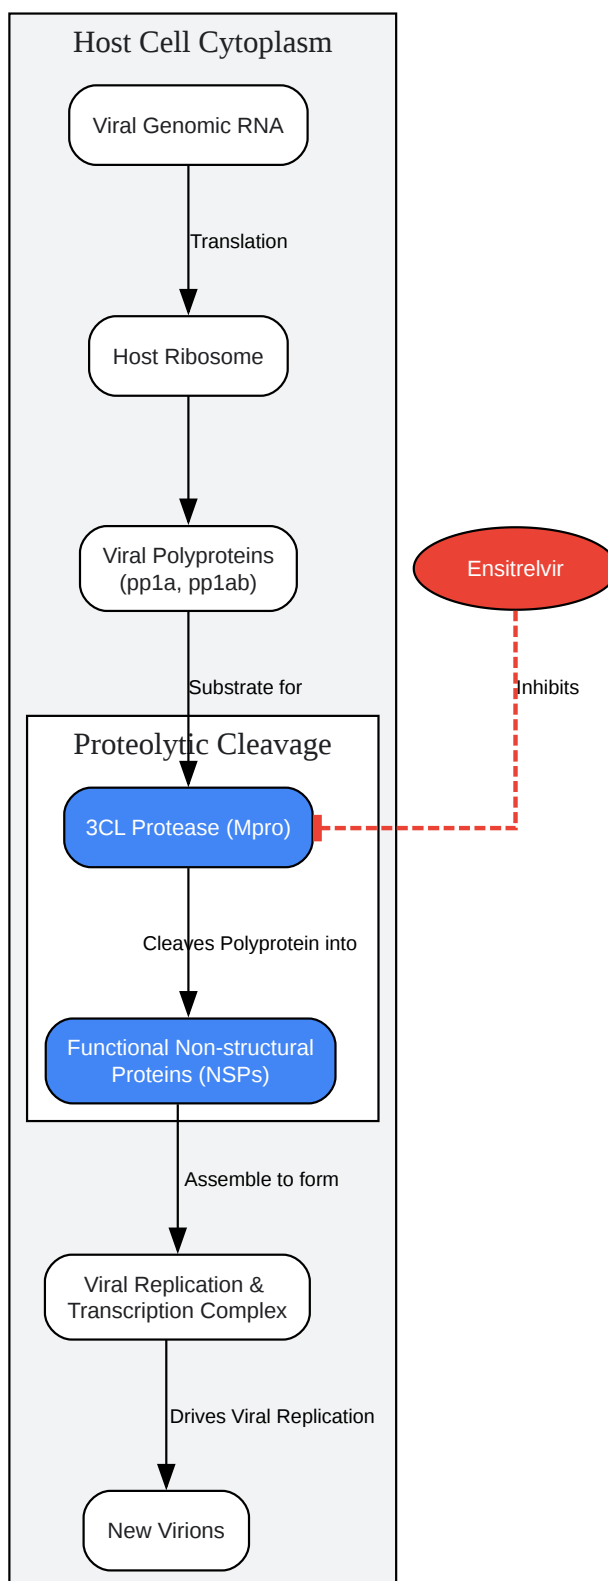 Host Cell Cytoplasm
Viral Genomic RNA
Translation
Host Ribosome
Viral Polyproteins
(pp1a, pp1ab)
Ensitrelvir
Substrate for
Inhibits
Proteolytic Cleavage
3CL Protease (Mpro)
Cleaves Polyprotein into
Functional Non-structural
Proteins (NSPs)
Assemble to form
Viral Replication &
Transcription Complex
Drives Viral Replication
New Virions